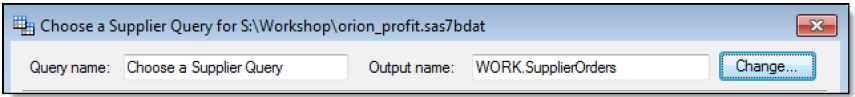 Choose a Supplier Query for S:\Workshop\orion_profit.sas7bdat
Query name: Choose a Supplier Query Output name: WORK.SupplierOrders Change...